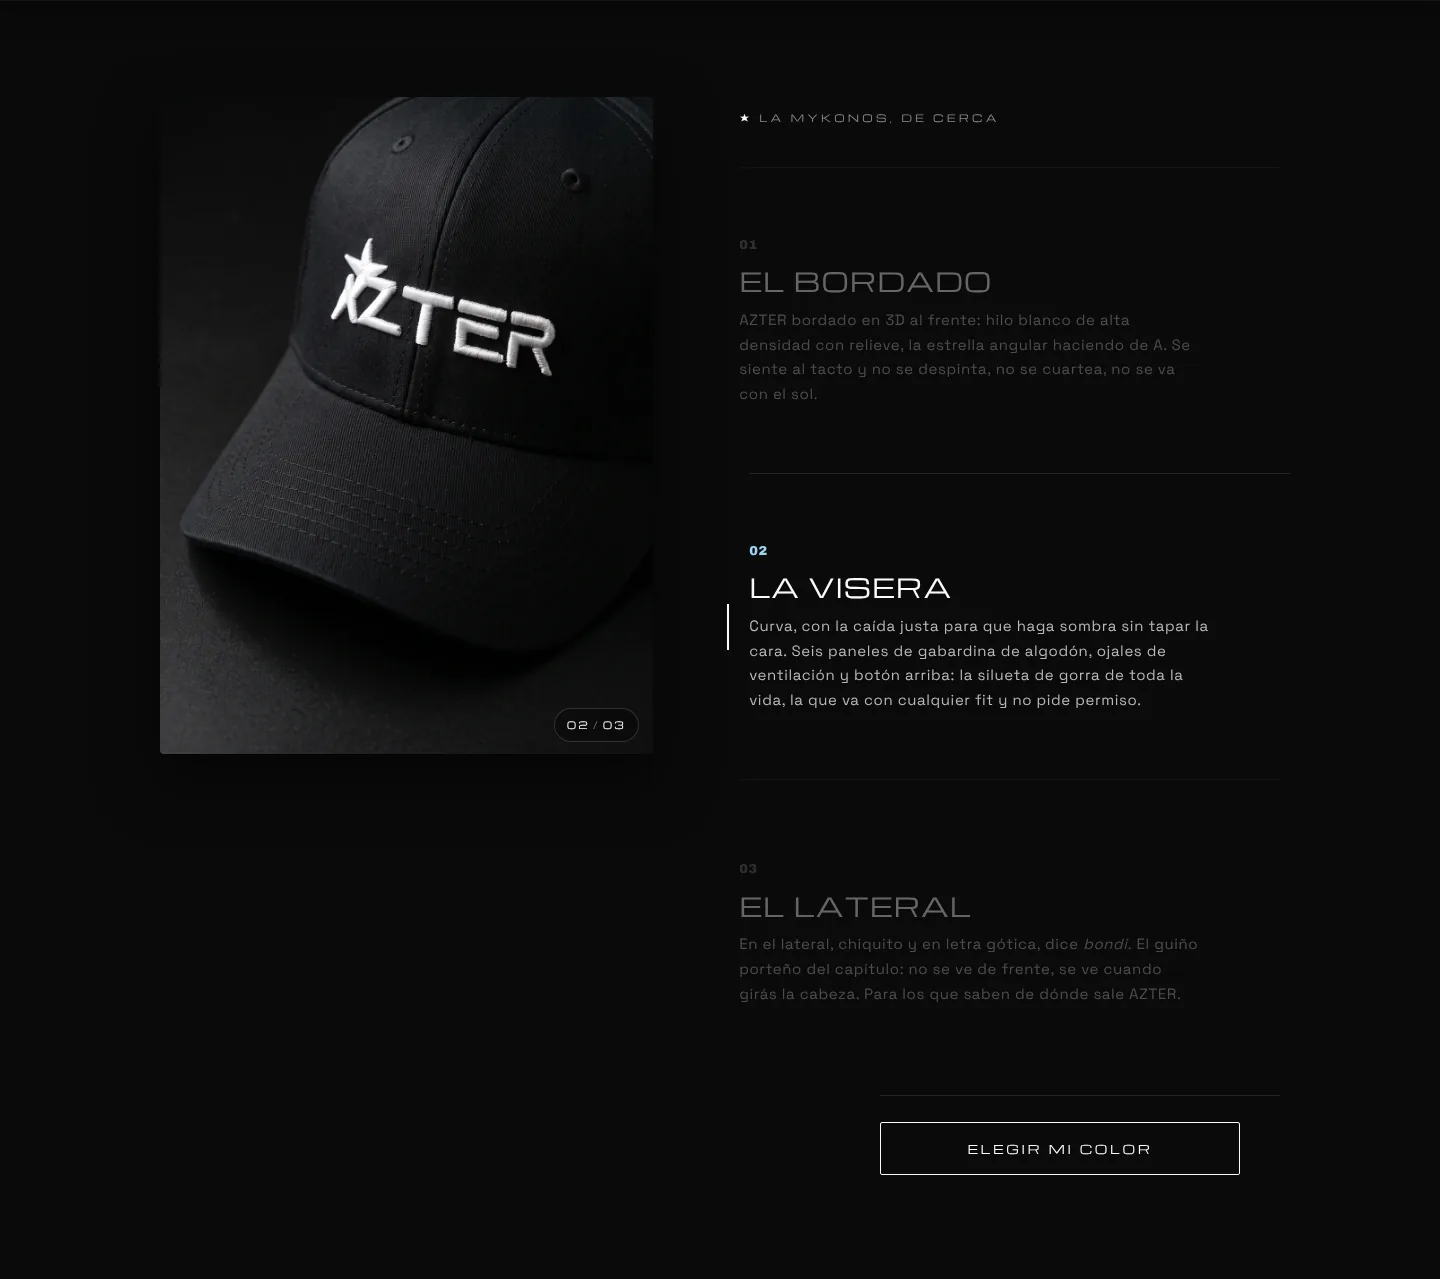 AZTER
02 / 03
★ LA MYKONOS, DE CERCA
01
EL BORDADO
AZTER bordado en 3D al frente: hilo blanco de alta
densidad con relieve, la estrella angular haciendo de A. Se
siente al tacto y no se despinta, no se cuartea, no se va
con el sol.
02
LA VISERA
Curva, con la caída justa para que haga sombra sin tapar la
cara. Seis paneles de gabardina de algodón, ojales de
ventilación y botón arriba: la silueta de gorra de toda la
vida, la que va con cualquier fit y no pide permiso.
03
EL LATERAL
En el lateral, chiquito y en letra gótica, dice bondi. El guiño
porteño del capítulo: no se ve de frente, se ve cuando
girás la cabeza. Para los que saben de dónde sale AZTER.
ELEGIR MI COLOR